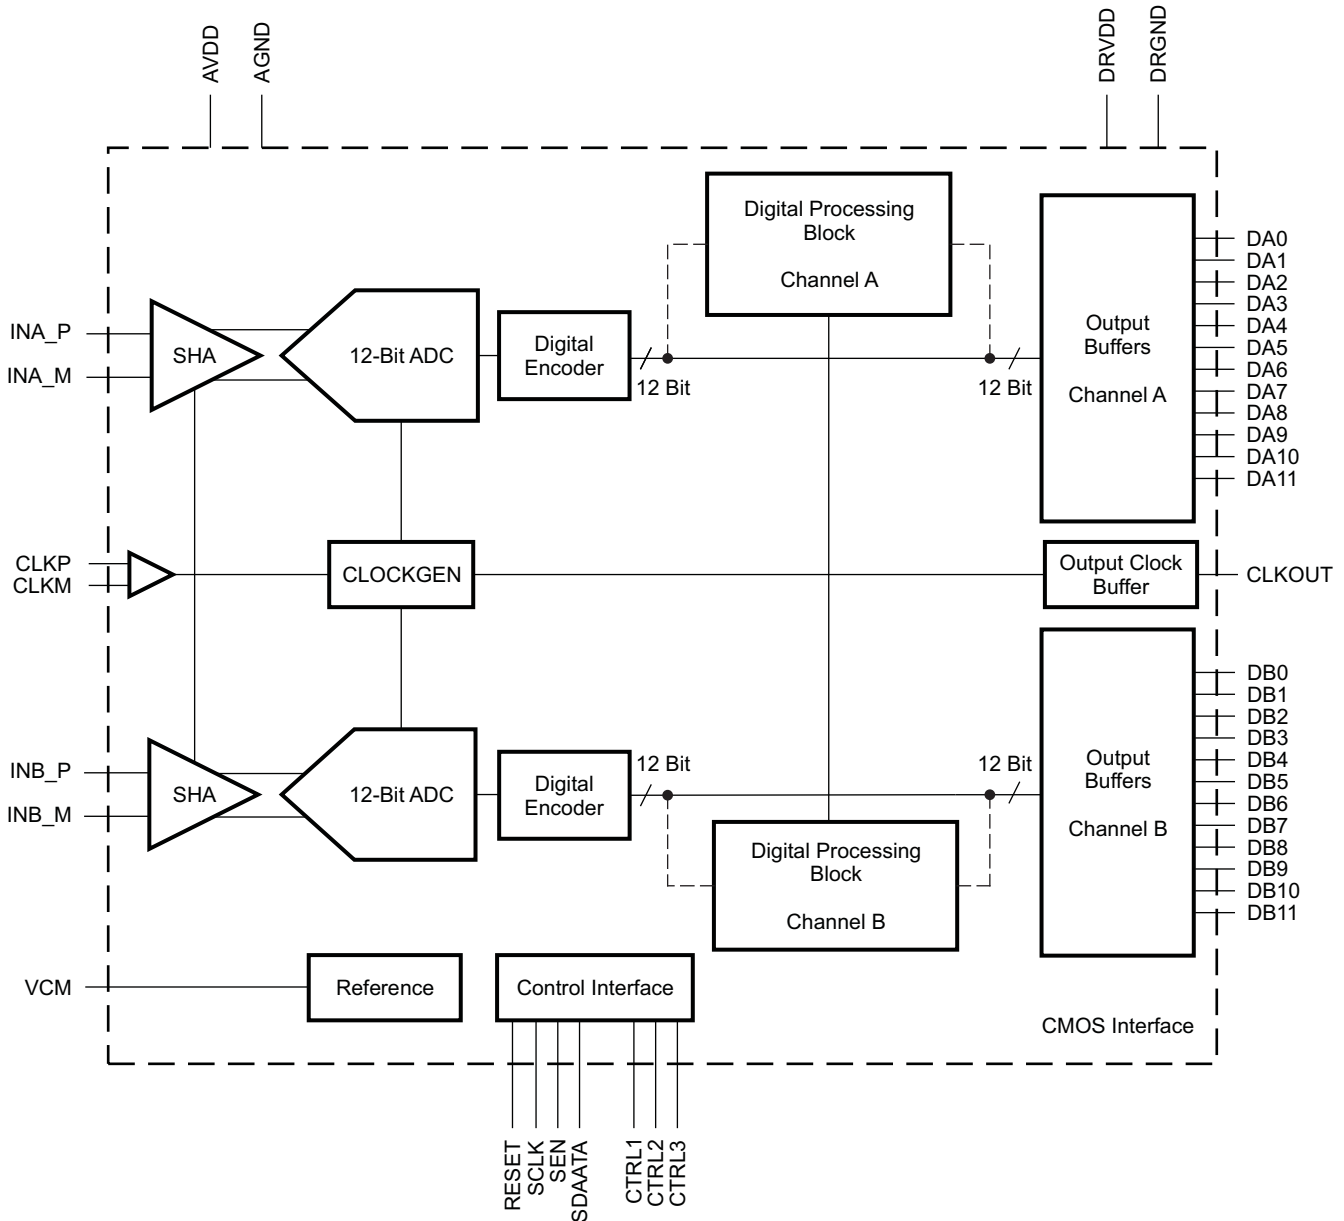 AVDD
AGND
DRVDD
DRGND
Digital Processing
Block
Channel A
INA_P
INA_M
SHA
12-Bit ADC
Digital
Encoder
12 Bit
12 Bit
Output
Buffers
Channel A
DA0
DA1
DA2
DA3
DA4
DA5
DA6
DA7
DA8
DA9
DA10
DA11
CLKP
CLKM
CLOCKGEN
Output Clock
Buffer
CLKOUT
INB_P
INB_M
SHA
12-Bit ADC
Digital
Encoder
12 Bit
12 Bit
Digital Processing
Block
Channel B
Output
Buffers
Channel B
DB0
DB1
DB2
DB3
DB4
DB5
DB6
DB7
DB8
DB9
DB10
DB11
VCM
Reference
Control Interface
CMOS Interface
RESET
SCLK
SEN
SDAATA
CTRL1
CTRL2
CTRL3